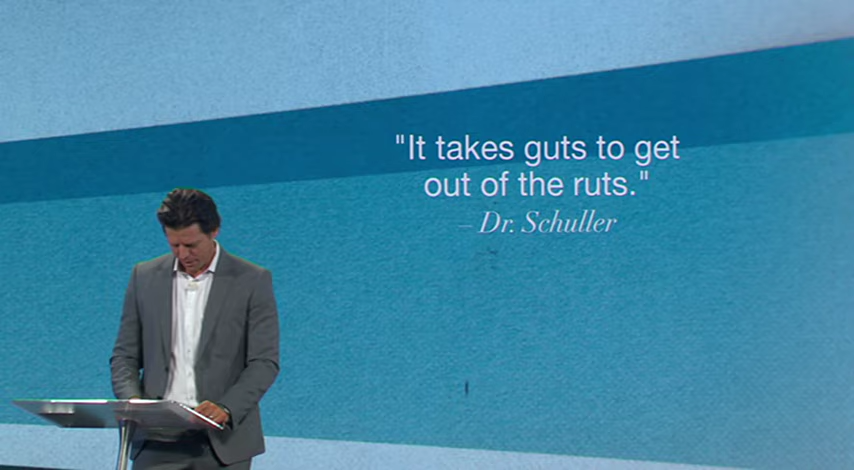 "It takes guts to get
out of the ruts."
– Dr. Schuller